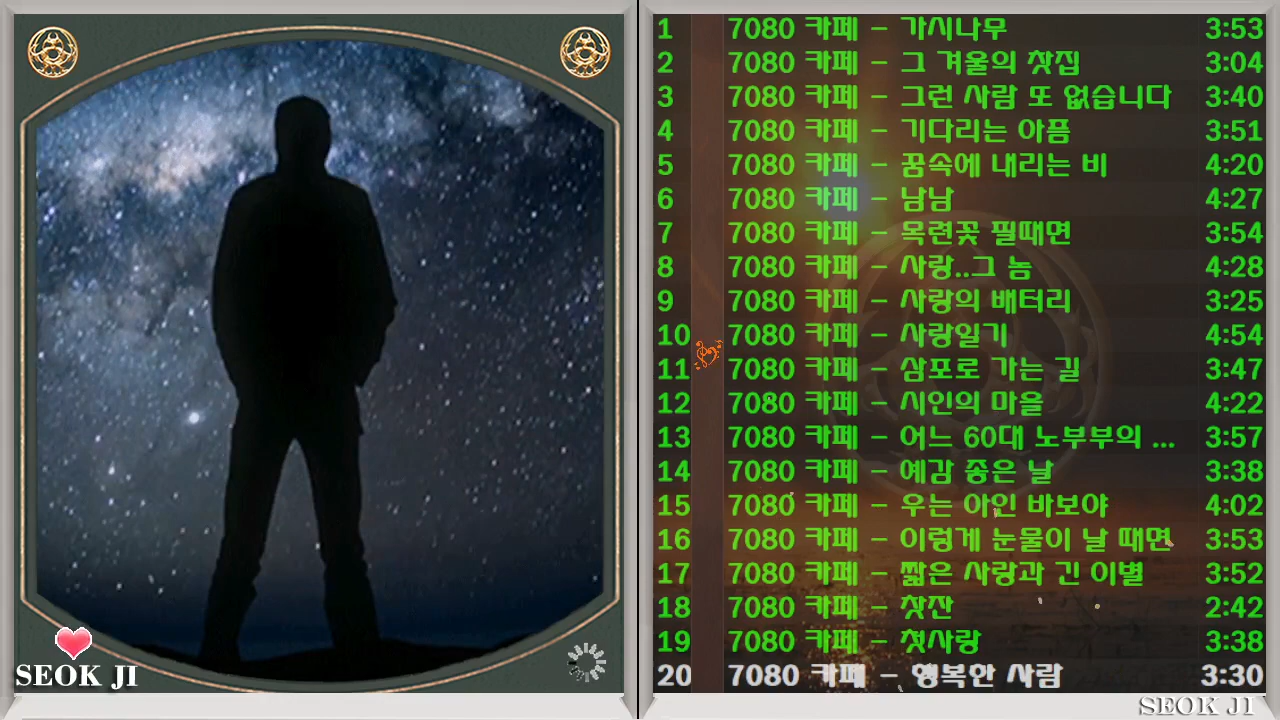 SEOK JI
1 7080 카페 - 가시나무 3:53
2 7080 카페 - 그 겨울의 찻집 3:04
3 7080 카페 - 그런 사람 또 없습니다 3:40
4 7080 카페 - 기다리는 아픔 3:51
5 7080 카페 - 꿈속에 내리는 비 4:20
6 7080 카페 - 남남 4:27
7 7080 카페 - 목련꽃 필때면 3:54
8 7080 카페 - 사랑..그 놈 4:28
9 7080 카페 - 사랑의 배터리 3:25
10 7080 카페 - 사랑일기 4:54
11 7080 카페 - 삼포로 가는 길 3:47
12 7080 카페 - 시인의 마을 4:22
13 7080 카페 - 어느 60대 노부부의 ... 3:57
14 7080 카페 - 예감 좋은 날 3:38
15 7080 카페 - 우는 아인 바보야 4:02
16 7080 카페 - 이렇게 눈물이 날 때면 3:53
17 7080 카페 - 짧은 사랑과 긴 이별 3:52
18 7080 카페 - 찻잔 2:42
19 7080 카페 - 첫사랑 3:38
20 7080 카페 - 행복한 사람 3:30
SEOK JI